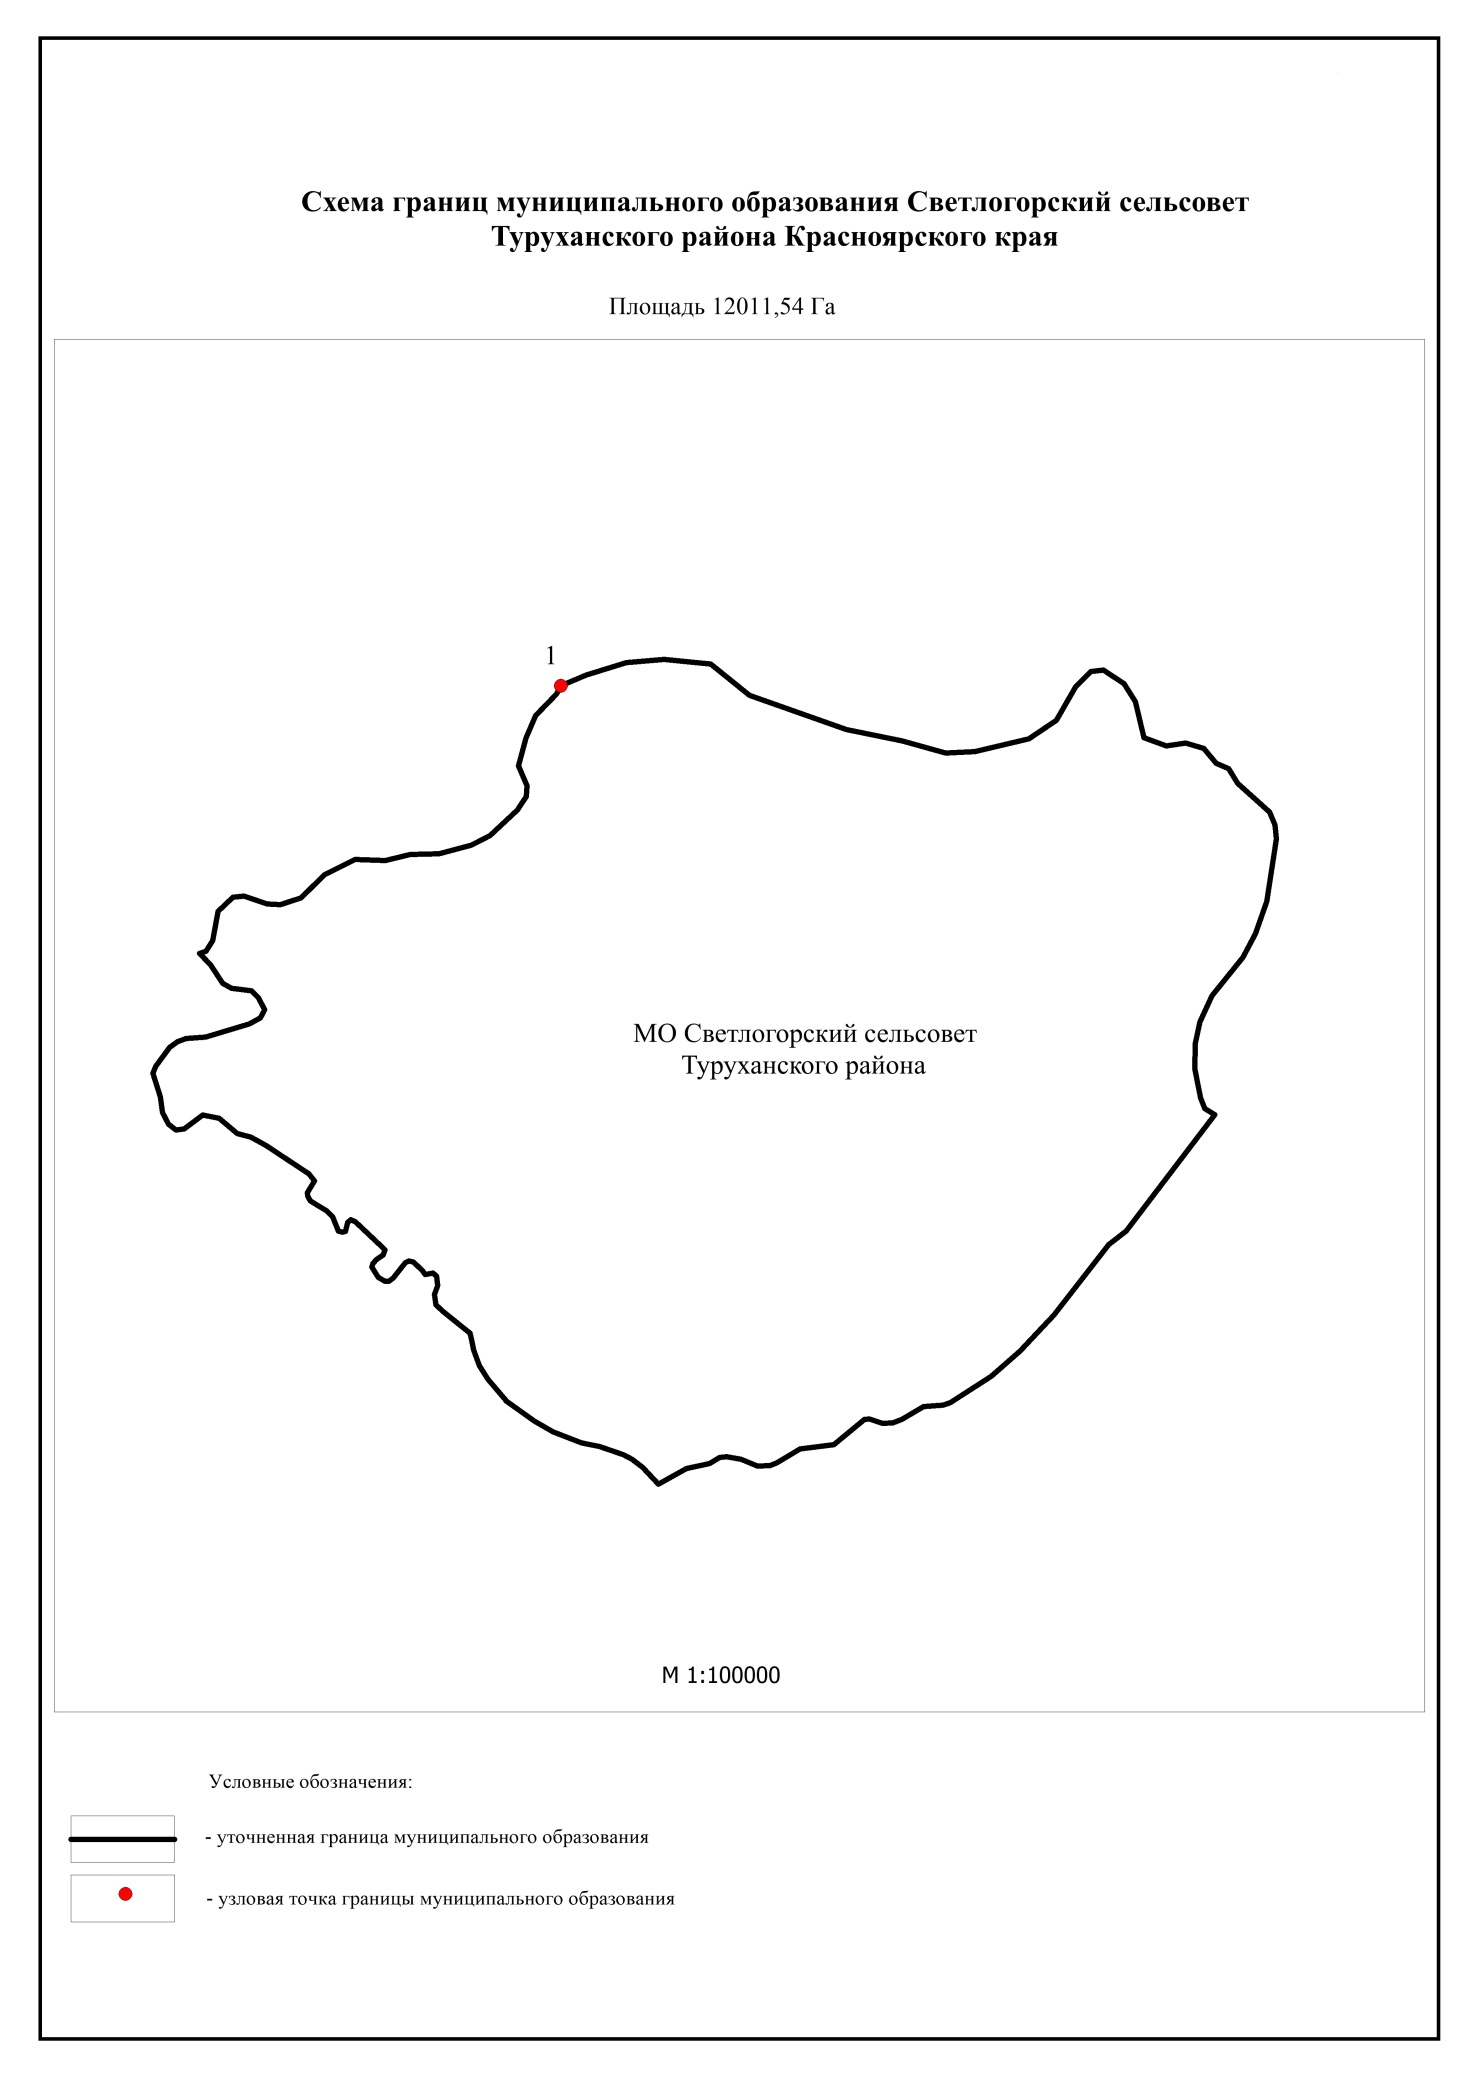 Схема границ муниципального образования Светлогорский сельсовет
Туруханского района Красноярского края
Площадь 12011,54 Га
1
МО Светлогорский сельсовет
Туруханского района
М 1:100000
Условные обозначения:
- уточненная граница муниципального образования
- узловая точка границы муниципального образования